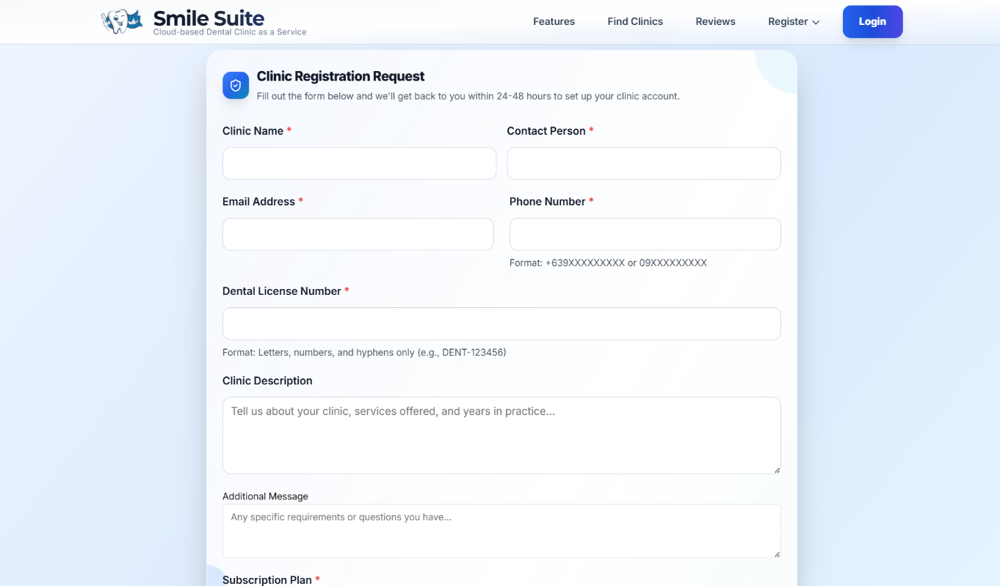 Smile Suite
Cloud-based Dental Clinic as a Service
Features
Find Clinics
Reviews
Register
Login
Clinic Registration Request
Fill out the form below and we'll get back to you within 24-48 hours to set up your clinic account.
Clinic Name *
Contact Person *
Email Address *
Phone Number *
Format: +639XXXXXXXXX or 09XXXXXXXXX
Dental License Number *
Format: Letters, numbers, and hyphens only (e.g., DENT-123456)
Clinic Description
Tell us about your clinic, services offered, and years in practice...
Additional Message
Any specific requirements or questions you have...
Subscription Plan *